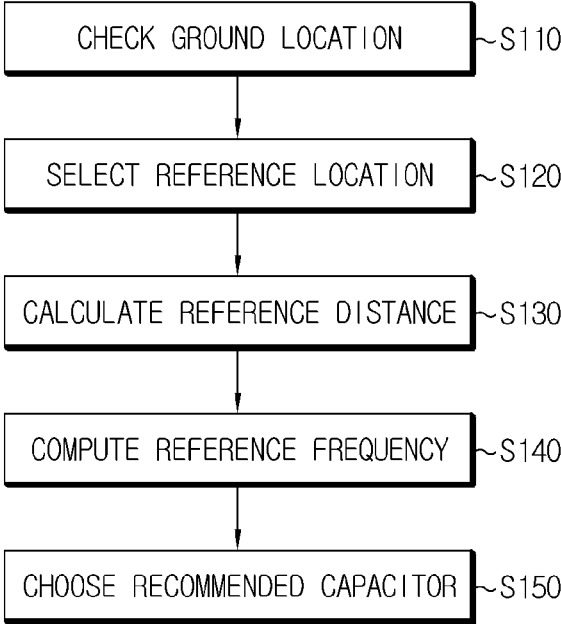 CHECK GROUND LOCATION ~S110
SELECT REFERENCE LOCATION ~S120
CALCULATE REFERENCE DISTANCE ~S130
COMPUTE REFERENCE FREQUENCY ~S140
CHOOSE RECOMMENDED CAPACITOR ~S150